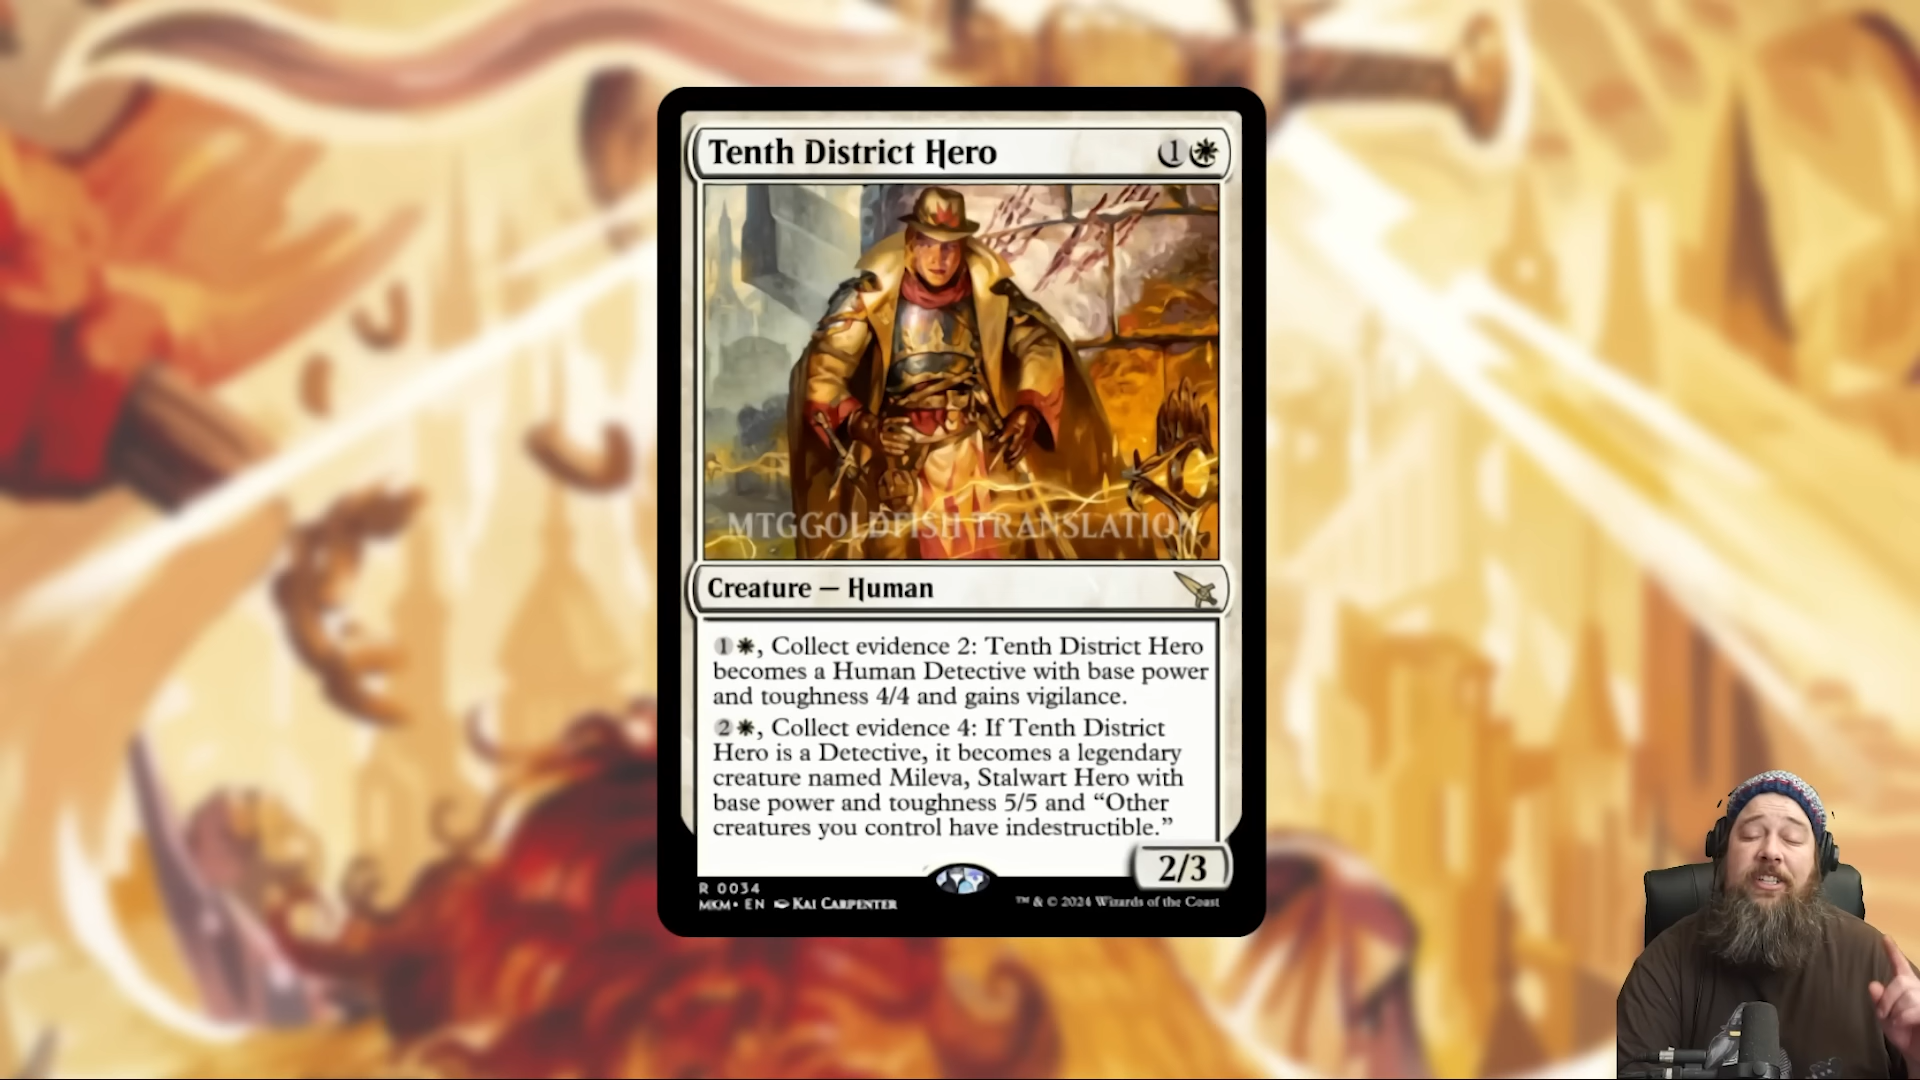 Tenth District Hero 1
MTGGOLDFISH TRANSLATION
Creature — Human
1, Collect evidence 2: Tenth District Hero
becomes a Human Detective with base power
and toughness 4/4 and gains vigilance.
2, Collect evidence 4: If Tenth District
Hero is a Detective, it becomes a legendary
creature named Mileva, Stalwart Hero with
base power and toughness 5/5 and “Other
creatures you control have indestructible.”
2/3
R 0034
MKM • EN KAI CARPENTER
™ & © 2024 Wizards of the Coast